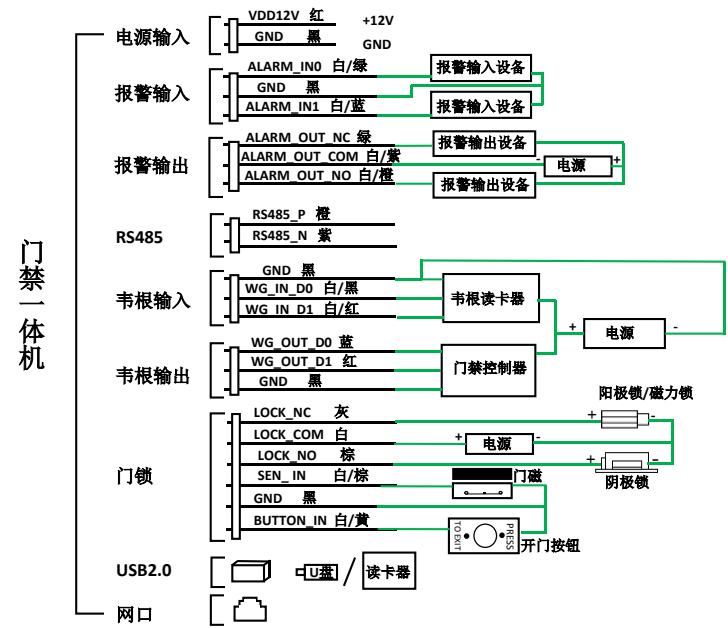 门禁一体机
电源输入
VDD12V 红
+12V
GND 黑
GND
报警输入
ALARM_IN0 白/绿
GND 黑
ALARM_IN1 白/蓝
报警输入设备
报警输入设备
报警输出
ALARM_OUT_NC 绿
ALARM_OUT_COM 白/紫
ALARM_OUT_NO 白/橙
报警输出设备
- 电源 +
报警输出设备
RS485
RS485_P 橙
RS485_N 紫
韦根输入
GND 黑
WG_IN_D0 白/黑
WG_IN_D1 白/红
韦根读卡器
+ 电源 -
韦根输出
WG_OUT_D0 蓝
WG_OUT_D1 红
GND 黑
门禁控制器
门锁
LOCK_NC 灰
LOCK_COM 白
LOCK_NO 棕
SEN_ IN 白/棕
GND 黑
BUTTON_IN 白/黄
阳极锁/磁力锁
+ -
+ 电源 -
+ -
阴极锁
门磁
TO EXIT
PRESS
开门按钮
USB2.0
U盘 / 读卡器
网口